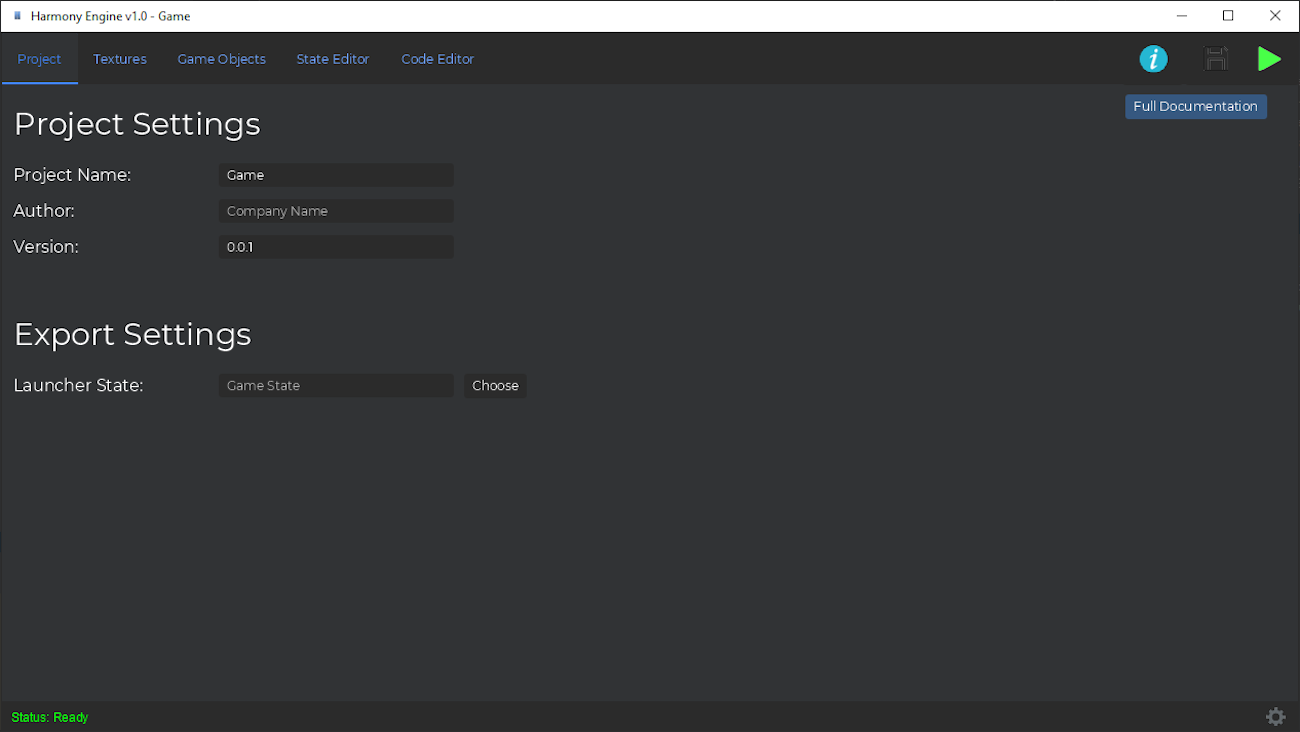 Harmony Engine v1.0 - Game
Project Textures Game Objects State Editor Code Editor
Full Documentation
Project Settings
Project Name: Game
Author: Company Name
Version: 0.0.1
Export Settings
Launcher State: Game State Choose
Status: Ready